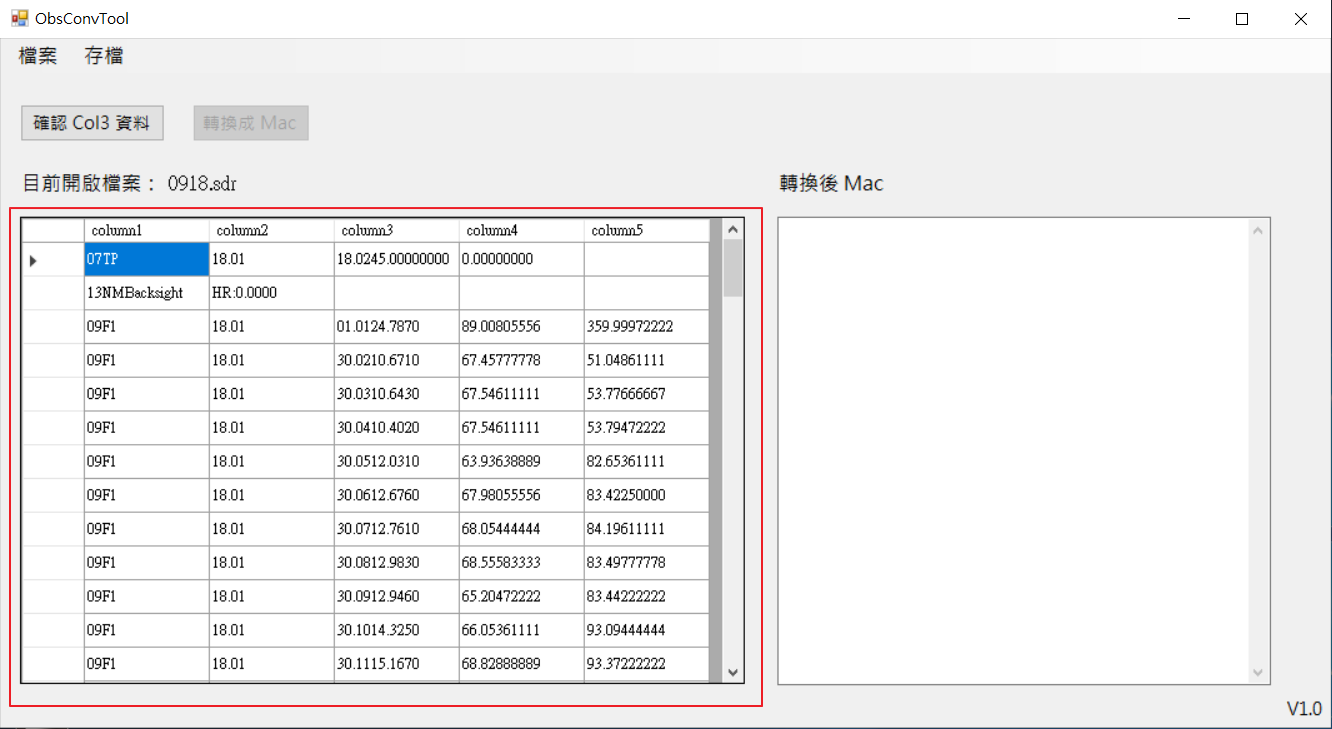 ObsConvTool
檔案 存檔
確認 Col3 資料 轉換成 Mac
目前開啟檔案： 0918.sdr
轉換後 Mac
column1 column2 column3 column4 column5
07TP 18.01 18.0245.00000000 0.00000000
13NMBacksight HR:0.0000
09F1 18.01 01.0124.7870 89.00805556 359.99972222
09F1 18.01 30.0210.6710 67.45777778 51.04861111
09F1 18.01 30.0310.6430 67.54611111 53.77666667
09F1 18.01 30.0410.4020 67.54611111 53.79472222
09F1 18.01 30.0512.0310 63.93638889 82.65361111
09F1 18.01 30.0612.6760 67.98055556 83.42250000
09F1 18.01 30.0712.7610 68.05444444 84.19611111
09F1 18.01 30.0812.9830 68.55583333 83.49777778
09F1 18.01 30.0912.9460 65.20472222 83.44222222
09F1 18.01 30.1014.3250 66.05361111 93.09444444
09F1 18.01 30.1115.1670 68.82888889 93.37222222
V1.0